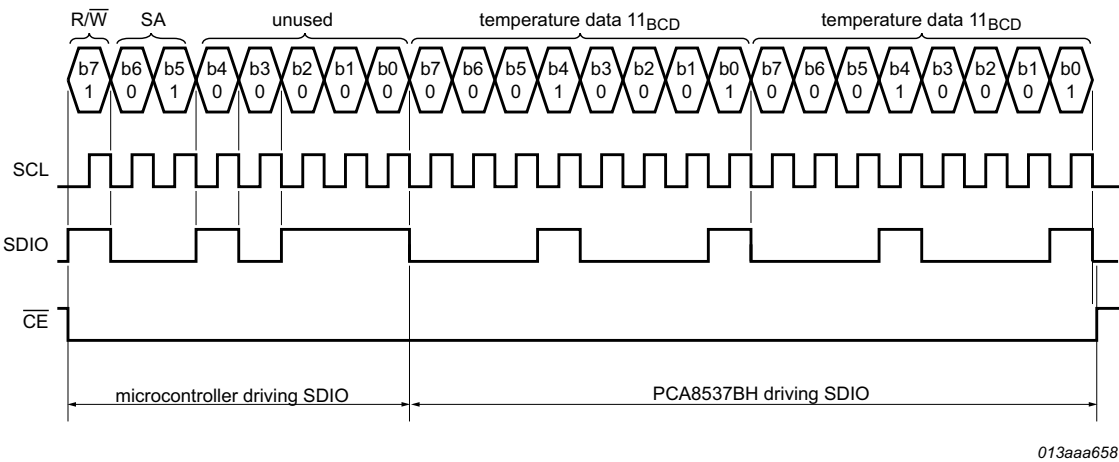 R/W SA unused temperature data 11BCD temperature data 11BCD
b7 b6 b5 b4 b3 b2 b1 b0 b7 b6 b5 b4 b3 b2 b1 b0 b7 b6 b5 b4 b3 b2 b1 b0
1 0 1 0 0 0 0 0 0 0 0 1 0 0 0 1 0 0 0 1 0 0 0 1
SCL
SDIO
CE
microcontroller driving SDIO PCA8537BH driving SDIO
013aaa658